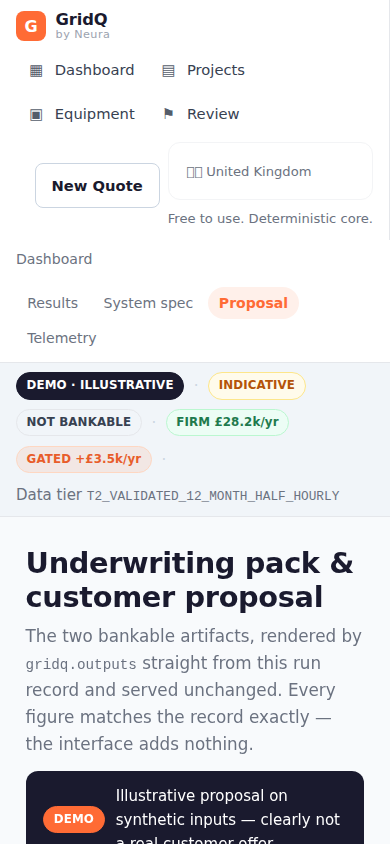 G GridQ
by Neura
Dashboard Projects
Equipment Review
New Quote United Kingdom
Free to use. Deterministic core.
Dashboard
Results System spec Proposal
Telemetry
DEMO · ILLUSTRATIVE · INDICATIVE
NOT BANKABLE · FIRM £28.2k/yr
GATED +£3.5k/yr ·
Data tier T2_VALIDATED_12_MONTH_HALF_HOURLY
Underwriting pack &
customer proposal
The two bankable artifacts, rendered by
gridq.outputs straight from this run
record and served unchanged. Every
figure matches the record exactly —
the interface adds nothing.
Illustrative proposal on
DEMO synthetic inputs — clearly not
a real customer offer